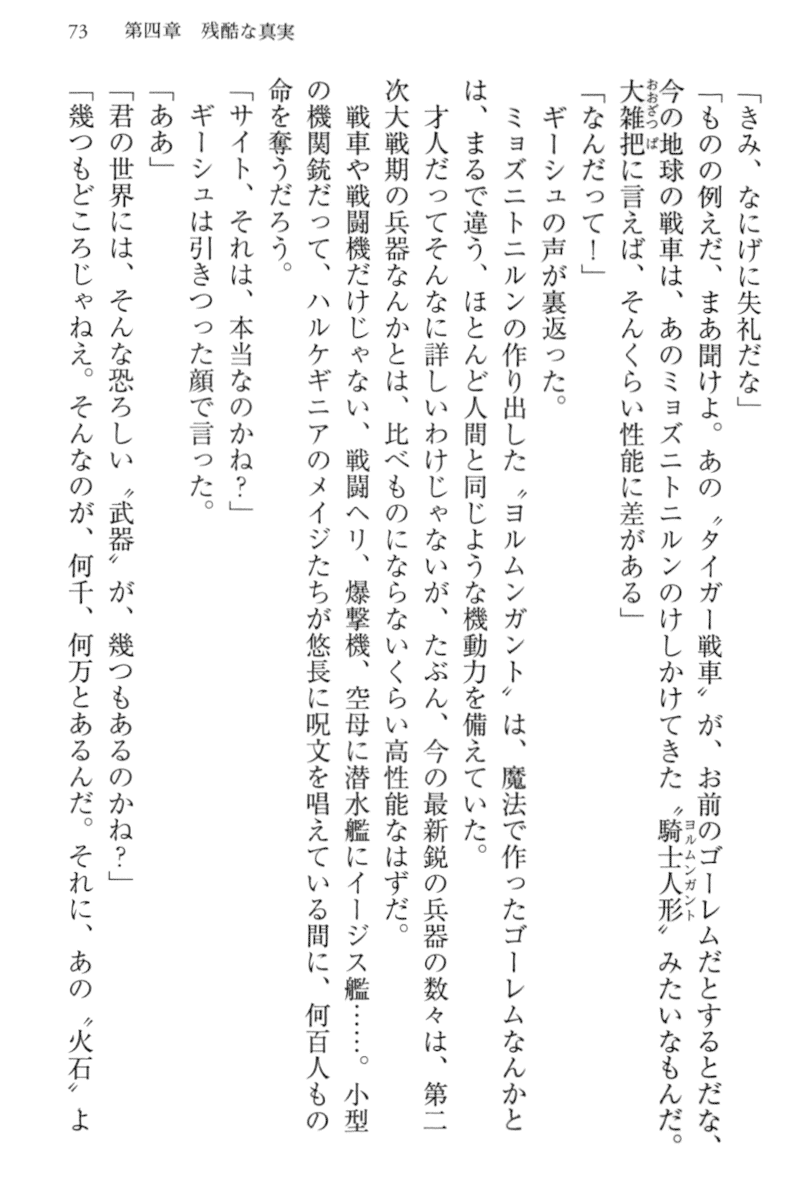 73　第四章　残酷な真実
「きみ、なにげに失礼だな」
「ものの例えだ、まあ聞けよ。あの〝タイガー戦車〟が、お前のゴーレムだとするとだな、
今の地球の戦車は、あのミョズニトニルンのけしかけてきた〝騎士人形〟みたいなもんだ。
ヨルムンガント
大雑把に言えば、そんくらい性能に差がある」
おおざっぱ
「なんだって！」
ギーシュの声が裏返った。
ミョズニトニルンの作り出した〝ヨルムンガント〟は、魔法で作ったゴーレムなんかと
は、まるで違う、ほとんど人間と同じような機動力を備えていた。
才人だってそんなに詳しいわけじゃないが、たぶん、今の最新鋭の兵器の数々は、第二
次大戦期の兵器なんかとは、比べものにならないくらい高性能なはずだ。
戦車や戦闘機だけじゃない、戦闘ヘリ、爆撃機、空母に潜水艦にイージス艦……。小型
の機関銃だって、ハルケギニアのメイジたちが悠長に呪文を唱えている間に、何百人もの
命を奪うだろう。
「サイト、それは、本当なのかね？」
ギーシュは引きつった顔で言った。
「ああ」
「君の世界には、そんな恐ろしい〝武器〟が、幾つもあるのかね？」
「幾つもどころじゃねえ。そんなのが、何千、何万とあるんだ。それに、あの〝火石〟よ